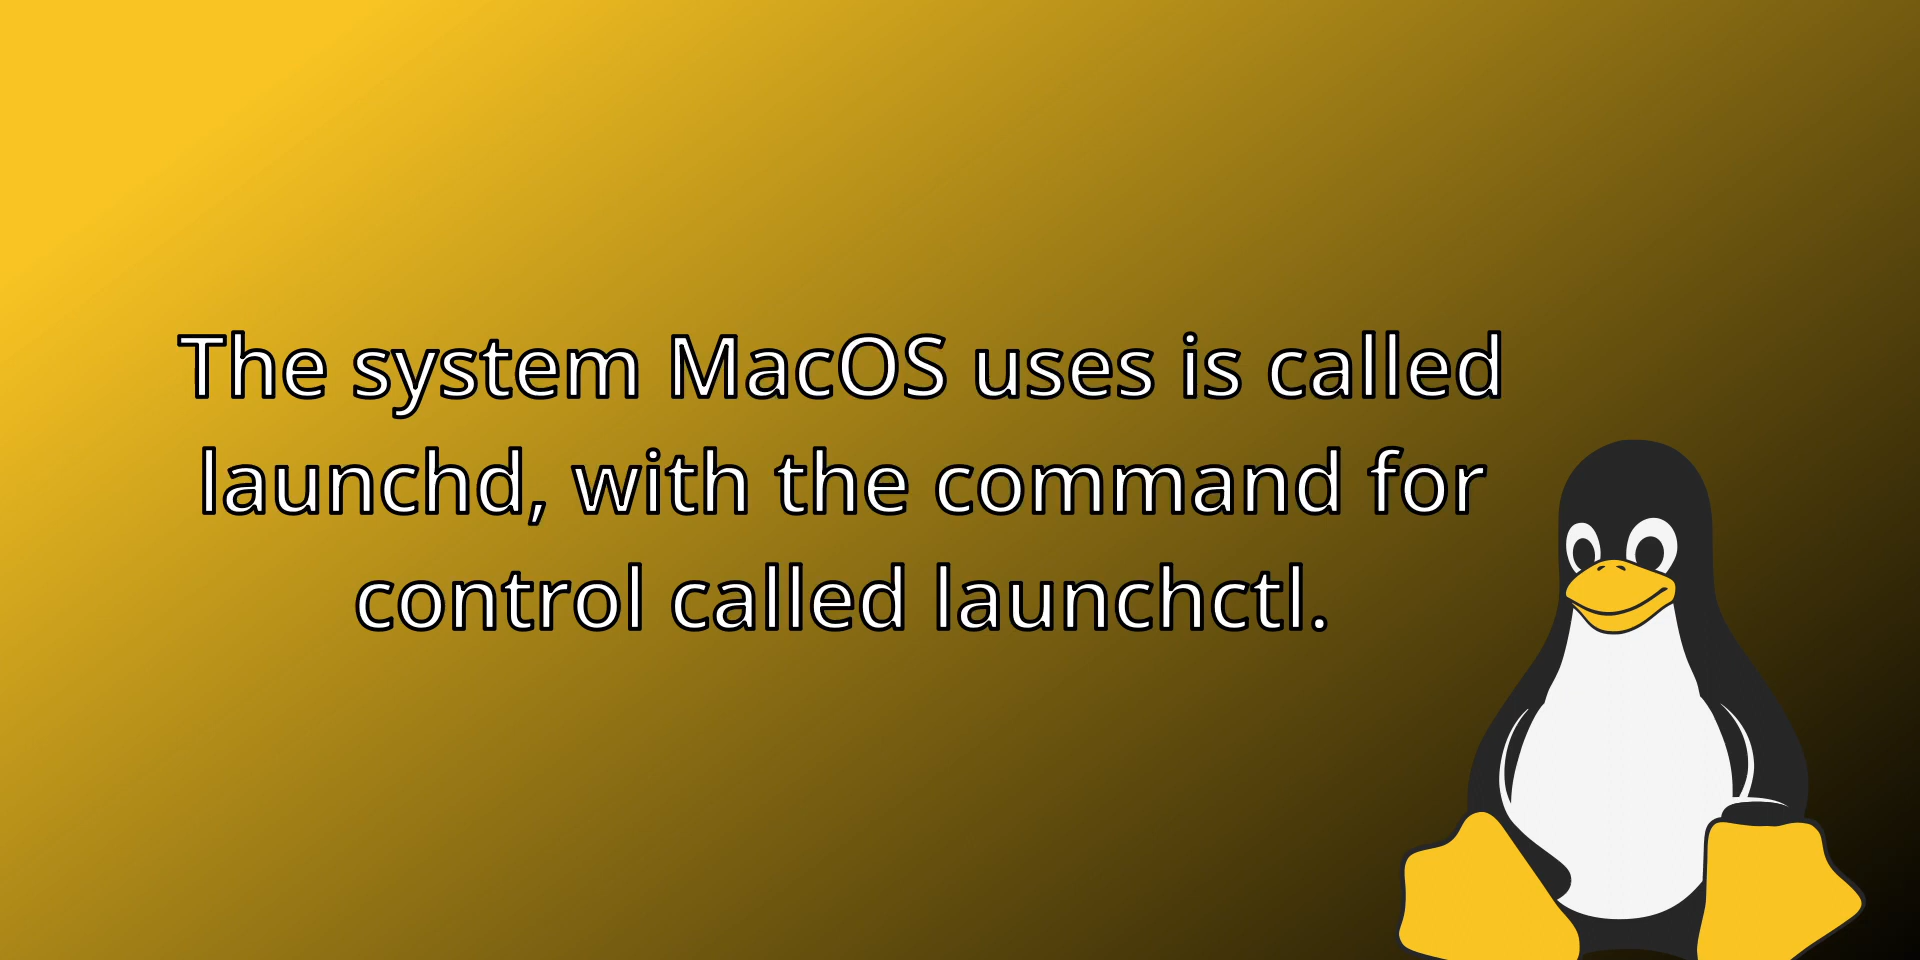 The system MacOS uses is called
launchd, with the command for
control called launchctl.